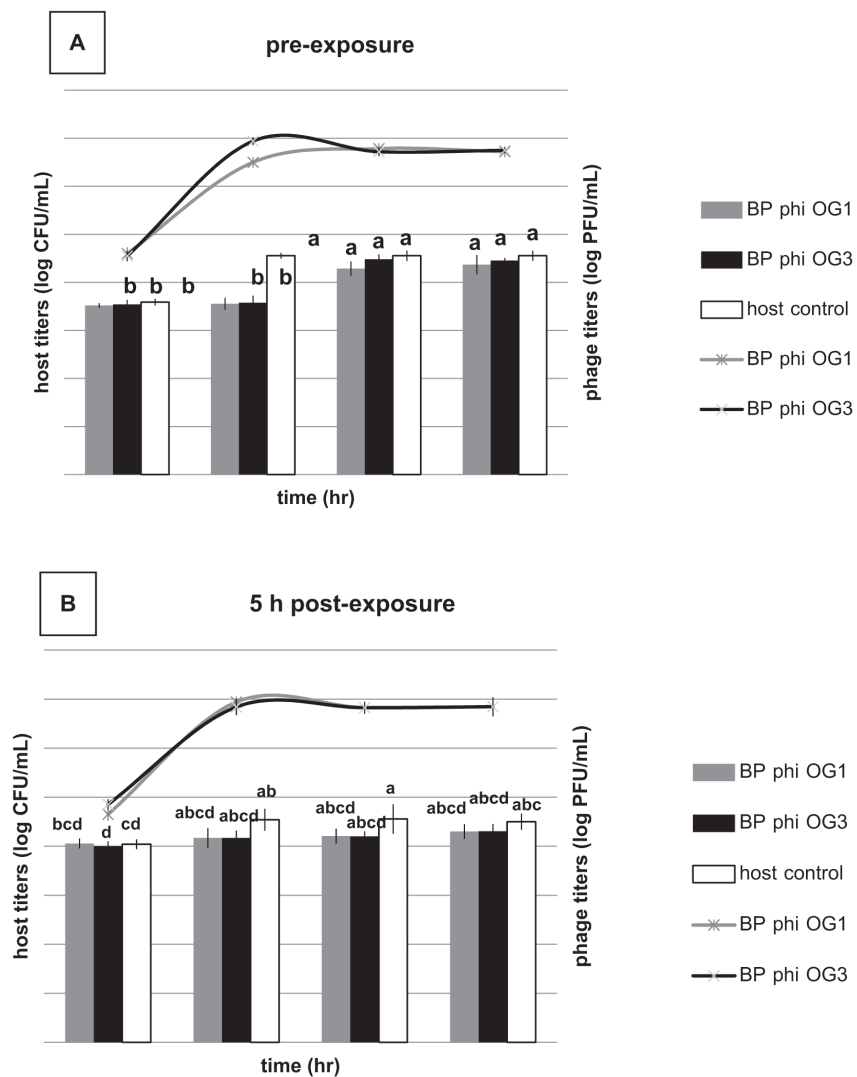 A
pre-exposure
host titers (log CFU/mL)
phage titers (log PFU/mL)
a a a a a a a
b b b b b
time (hr)
BP phi OG1
BP phi OG3
host control
BP phi OG1
BP phi OG3
B
5 h post-exposure
host titers (log CFU/mL)
phage titers (log PFU/mL)
bcd d cd
abcd abcd ab
abcd abcd a
abcd abcd abc
time (hr)
BP phi OG1
BP phi OG3
host control
BP phi OG1
BP phi OG3